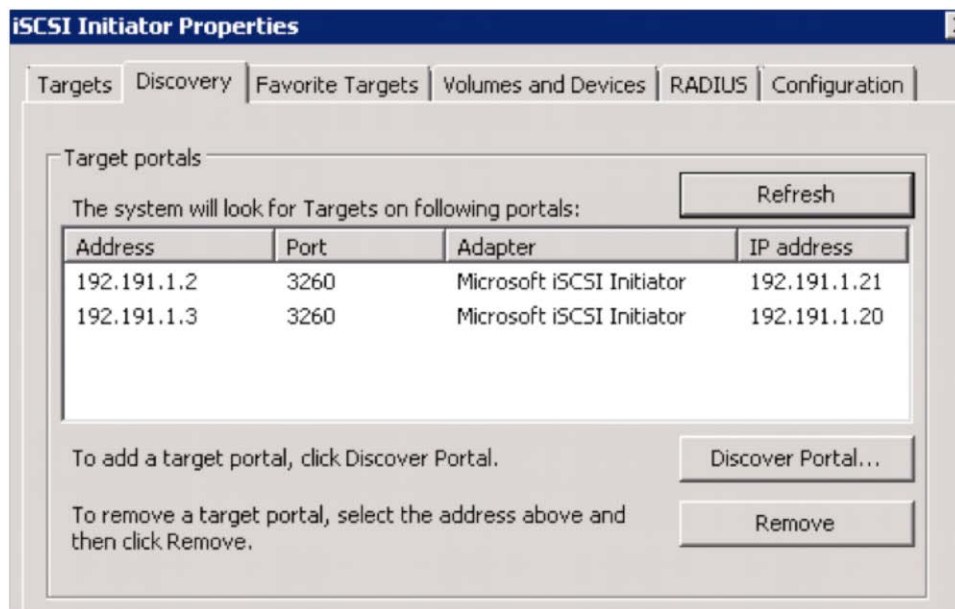 iSCSI Initiator Properties
Targets Discovery Favorite Targets Volumes and Devices RADIUS Configuration
Target portals
Refresh
The system will look for Targets on following portals:
Address Port Adapter IP address
192.191.1.2 3260 Microsoft iSCSI Initiator 192.191.1.21
192.191.1.3 3260 Microsoft iSCSI Initiator 192.191.1.20
To add a target portal, click Discover Portal.
Discover Portal...
To remove a target portal, select the address above and
then click Remove.
Remove